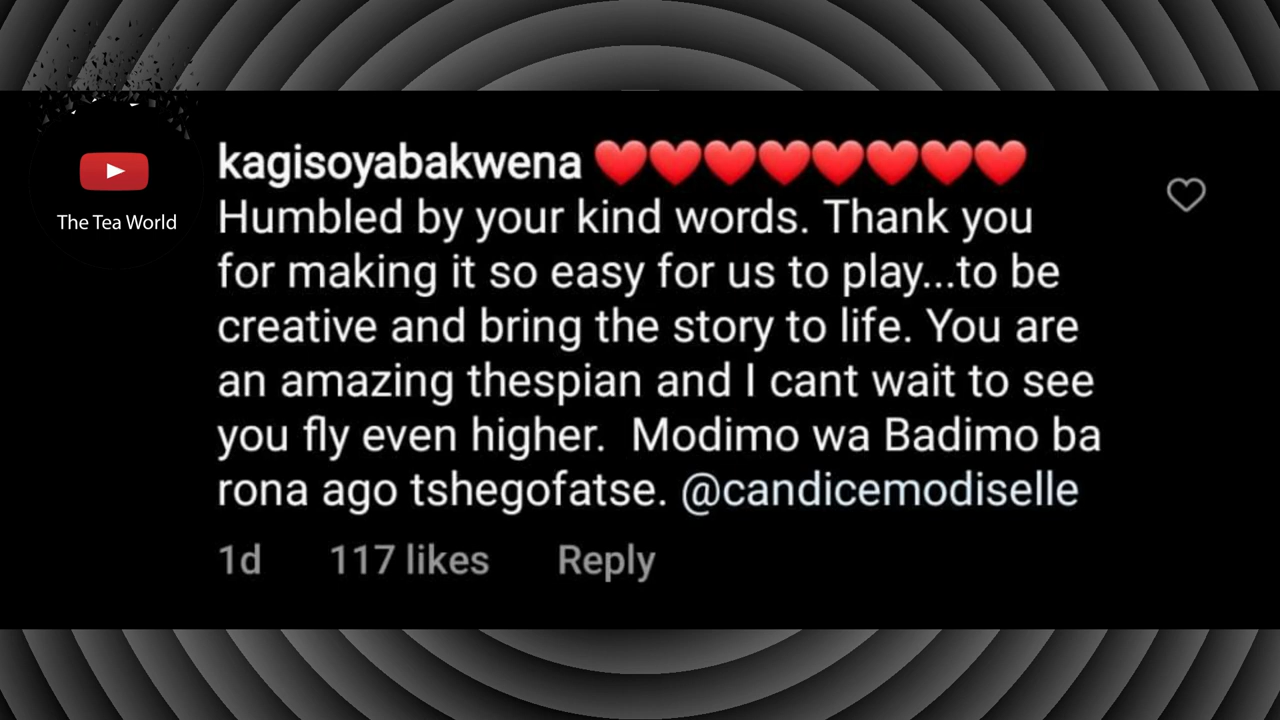 The Tea World
kagisoyabakwena ❤️❤️❤️❤️❤️❤️❤️❤️
Humbled by your kind words. Thank you
for making it so easy for us to play...to be
creative and bring the story to life. You are
an amazing thespian and I cant wait to see
you fly even higher.  Modimo wa Badimo ba
rona ago tshegofatse. @candicemodiselle
1d 117 likes Reply